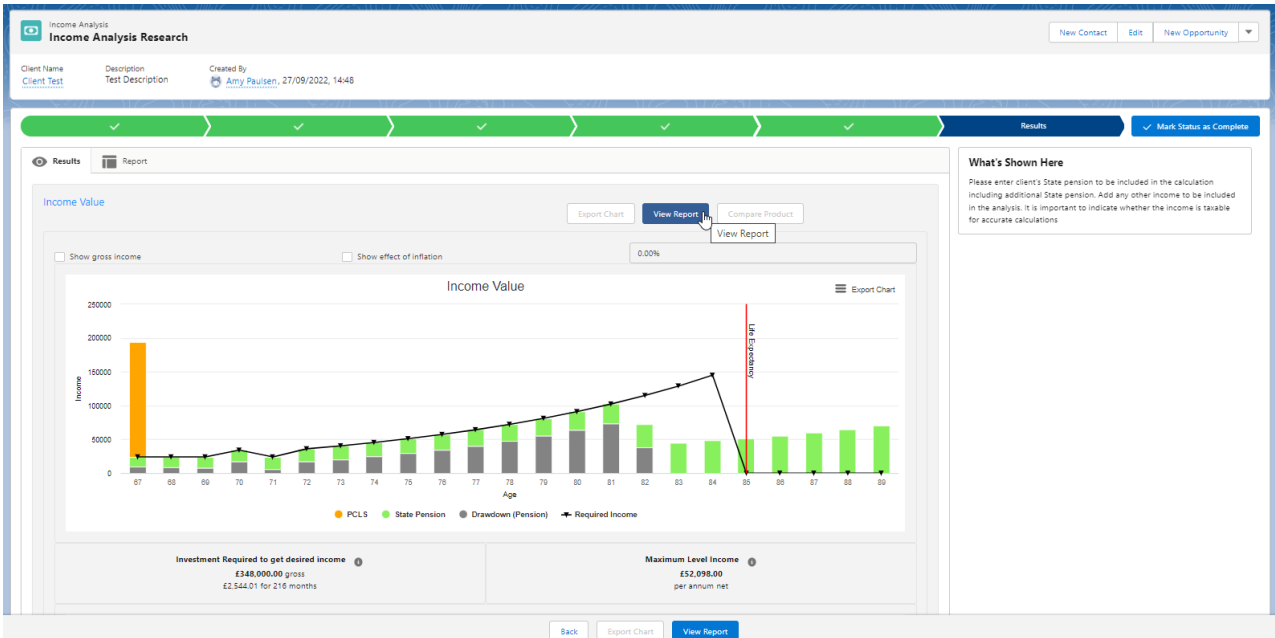 Income Analysis
Income Analysis Research
New Contact
Edit
New Opportunity
Client Name
Client Test
Description
Test Description
Created By
Amy Paulsen, 27/09/2022, 14:48
Results
Mark Status as Complete
Results
Report
What's Shown Here
Please enter client's State pension to be included in the calculation
including additional State pension. Add any other income to be included
in the analysis. It is important to indicate whether the income is taxable
for accurate calculations
Income Value
Export Chart
View Report
Compare Product
View Report
Show gross income
Show effect of inflation
0.00%
Income Value
Export Chart
250000
200000
150000
100000
50000
0
Income
Life Expectancy
67 68 69 70 71 72 73 74 75 76 77 78 79 80 81 82 83 84 85 86 87 88 89
Age
PCLS State Pension Drawdown (Pension) Required Income
Investment Required to get desired income
£348,000.00 gross
£2,544.01 for 216 months
Maximum Level Income
£52,098.00
per annum net
Back
Export Chart
View Report